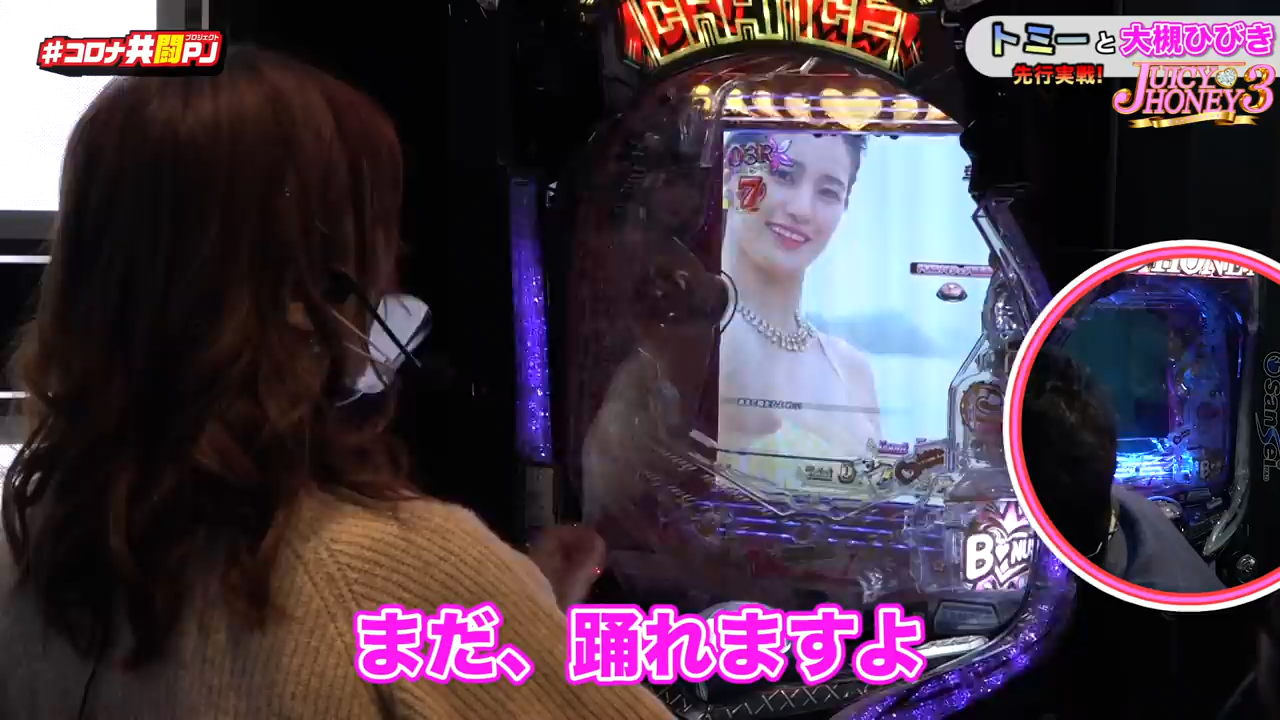 #コロナ共闘PJ
プロジェクト
CHANCE
トミーと大槻ひびき
先行実戦!
JUICY HONEY 3
03R
7
HONEY
SanSei
BONUS
B
まだ、踊れますよ